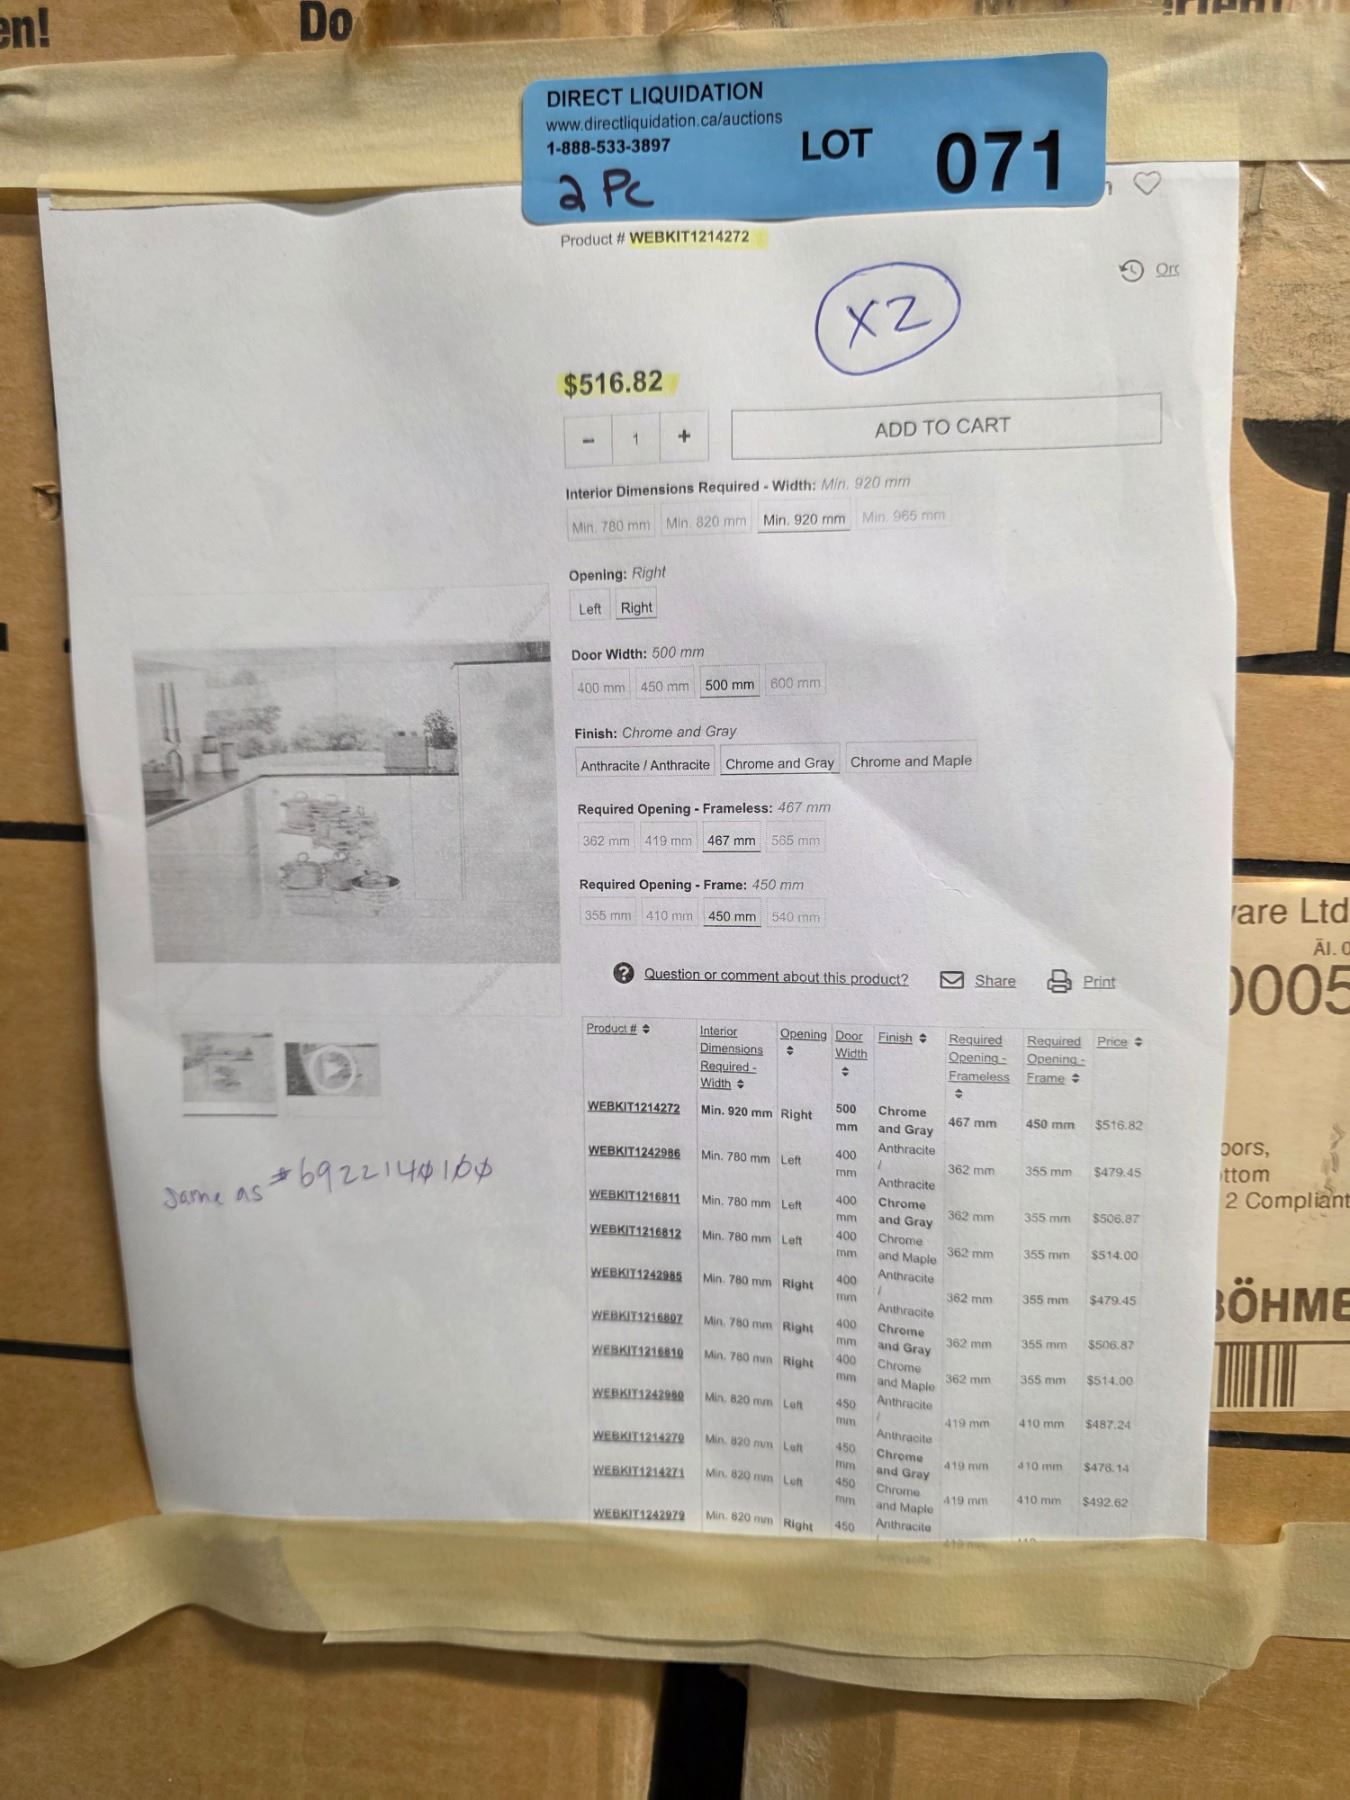 en!
Do
DIRECT LIQUIDATION
www.directliquidation.ca/auctions
1-888-533-3897
LOT 071
2 PC
Product # WEBKIT1214272
X2
$516.82
- 1 +
ADD TO CART
Interior Dimensions Required - Width: Min. 920 mm
Min. 780 mm Min. 820 mm Min. 920 mm Min. 965 mm
Opening: Right
Left Right
Door Width: 500 mm
400 mm 450 mm 500 mm 600 mm
Finish: Chrome and Gray
Anthracite / Anthracite Chrome and Gray Chrome and Maple
Required Opening - Frameless: 467 mm
362 mm 419 mm 467 mm 565 mm
Required Opening - Frame: 450 mm
355 mm 410 mm 450 mm 540 mm
? Question or comment about this product? Share Print
Product # Interior Dimensions Required - Width Opening Door Width Finish Required Opening - Frameless Required Opening - Frame Price
WEBKIT1214272 Min. 920 mm Right 500 mm Chrome and Gray 467 mm 450 mm $516.82
WEBKIT1242986 Min. 780 mm Left 400 mm Anthracite / Anthracite 362 mm 355 mm $479.45
WEBKIT1216811 Min. 780 mm Left 400 mm Chrome and Gray 362 mm 355 mm $506.87
WEBKIT1216812 Min. 780 mm Left 400 mm Chrome and Maple 362 mm 355 mm $514.00
WEBKIT1242985 Min. 780 mm Right 400 mm Anthracite / Anthracite 362 mm 355 mm $479.45
WEBKIT1216807 Min. 780 mm Right 400 mm Chrome and Gray 362 mm 355 mm $506.87
WEBKIT1216810 Min. 780 mm Right 400 mm Chrome and Maple 362 mm 355 mm $514.00
WEBKIT1242980 Min. 820 mm Left 450 mm Anthracite / Anthracite 419 mm 410 mm $487.24
WEBKIT1214270 Min. 820 mm Left 450 mm Chrome and Gray 419 mm 410 mm $476.14
WEBKIT1214271 Min. 820 mm Left 450 mm Chrome and Maple 419 mm 410 mm $492.62
WEBKIT1242979 Min. 820 mm Right 450 Anthracite
same as #6922140100
are Ltd
0005
oors,
ttom
2 Compliant
BÖHME